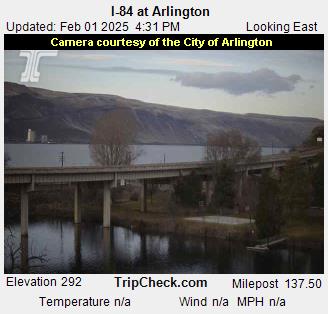 I-84 at Arlington
Updated: Feb 01 2025 4:31 PM Looking East
Camera courtesy of the City of Arlington
Elevation 292 TripCheck.com Milepost 137.50
Temperature n/a Wind n/a MPH n/a